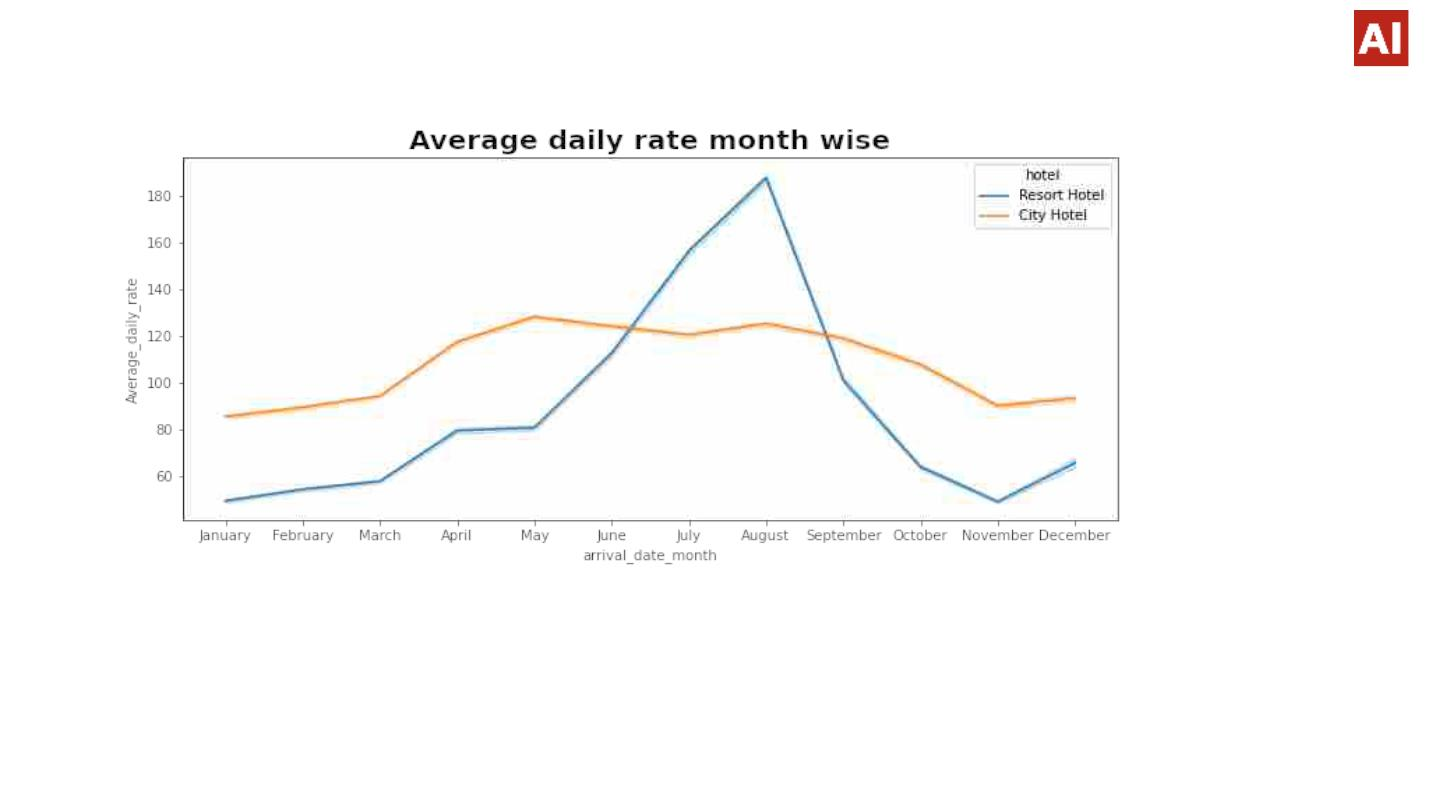 AI
Average daily rate month wise
hotel
Resort Hotel
City Hotel
Average_daily_rate
180
160
140
120
100
80
60
January February March April May June July August September October November December
arrival_date_month